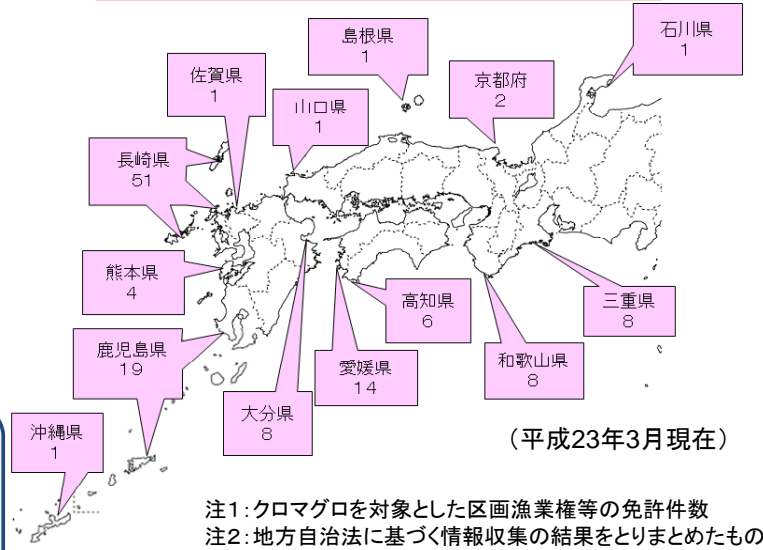 石川県
1
島根県
1
京都府
2
佐賀県
1
山口県
1
長崎県
51
熊本県
4
高知県
6
三重県
8
鹿児島県
19
愛媛県
14
和歌山県
8
大分県
8
沖縄県
1
(平成23年3月現在)
注1:クロマグロを対象とした区画漁業権等の免許件数
注2:地方自治法に基づく情報収集の結果をとりまとめたもの